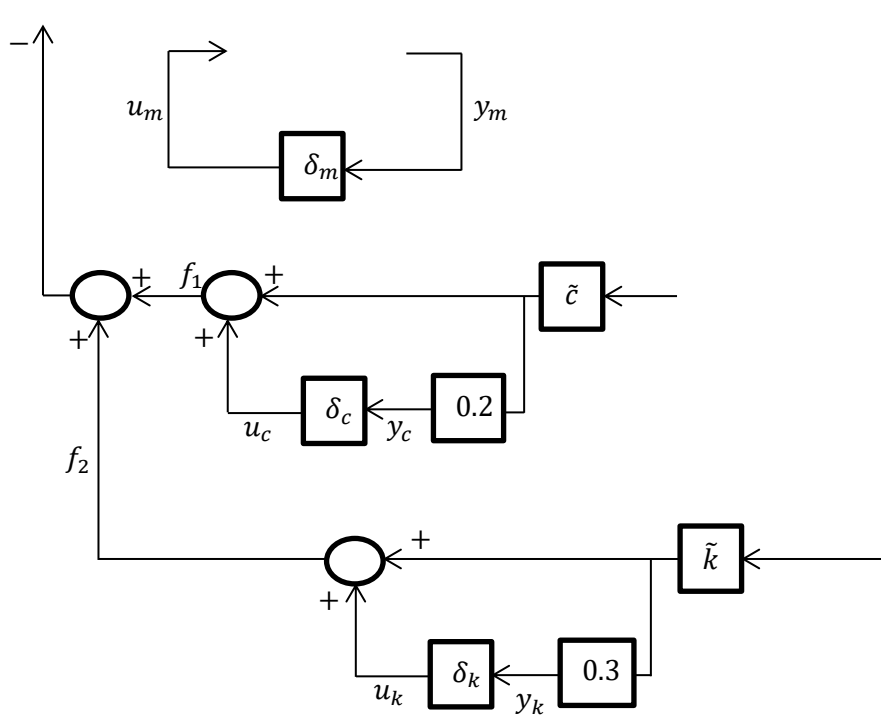 −
u_m
y_m
δ_m
+
f_1
+
c̃
+
+
δ_c
0.2
u_c
y_c
f_2
+
k̃
+
δ_k
0.3
u_k
y_k